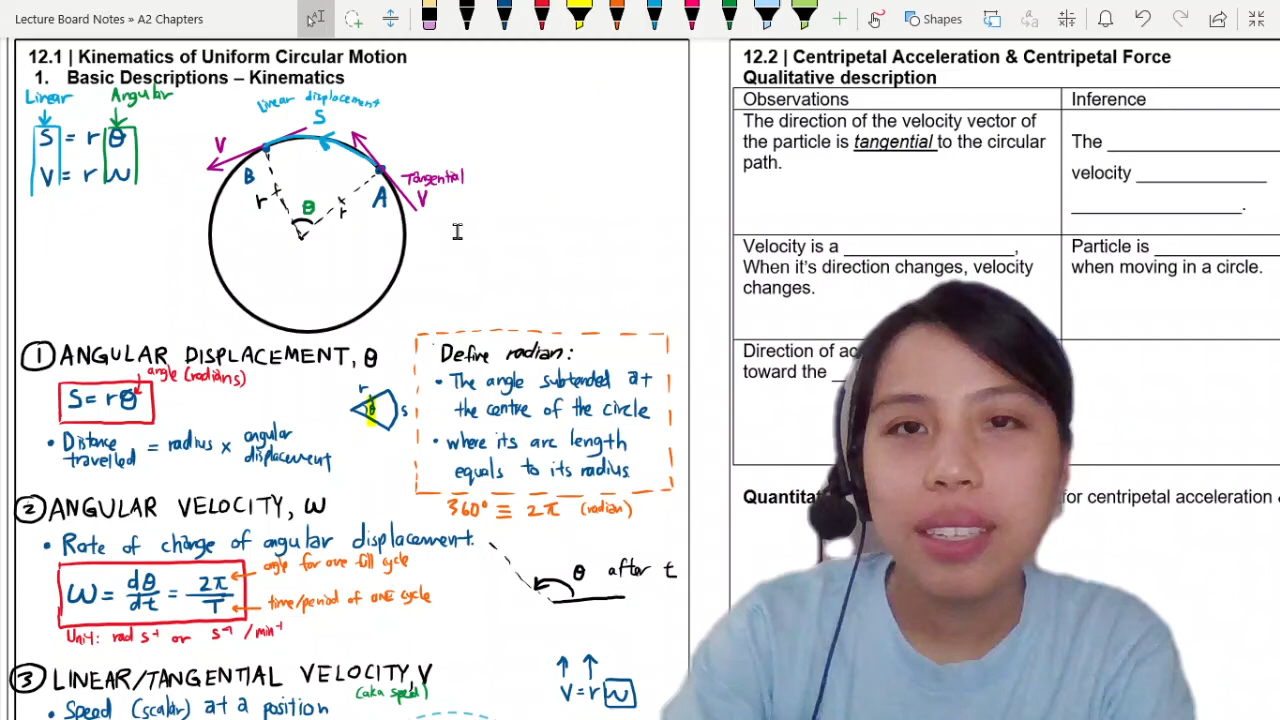 Lecture Board Notes » A2 Chapters
Shapes
12.1 | Kinematics of Uniform Circular Motion
1. Basic Descriptions – Kinematics
Linear Angular
S = r θ
V = r ω
Linear displacement
S
V
B
A
r
θ
r
Tangential
V
① ANGULAR DISPLACEMENT, θ
angle (radians)
S = rθ
r
θ
s
• Distance travelled = radius × angular displacement
Define radian:
• The angle subtended at
the centre of the circle
• where its arc length
equals to its radius
360° ≡ 2π (radian)
② ANGULAR VELOCITY, ω
• Rate of change of angular displacement.
ω = dθ/dt = 2π/T
angle for one full cycle
time/period of one cycle
Unit: rad s⁻¹ or s⁻¹ / min⁻¹
θ after t
③ LINEAR/TANGENTIAL VELOCITY, V
(aka speed)
• Speed (scalar) at a position
↑ ↑
V = r ω
12.2 | Centripetal Acceleration & Centripetal Force
Qualitative description
Observations
Inference
The direction of the velocity vector of
the particle is tangential to the circular
path.
The ____________________
velocity ________________
____________________.
Velocity is a ____________________,
When it's direction changes, velocity
changes.
Particle is
when moving in a circle.
Direction of
toward the
for centripetal acceleration &